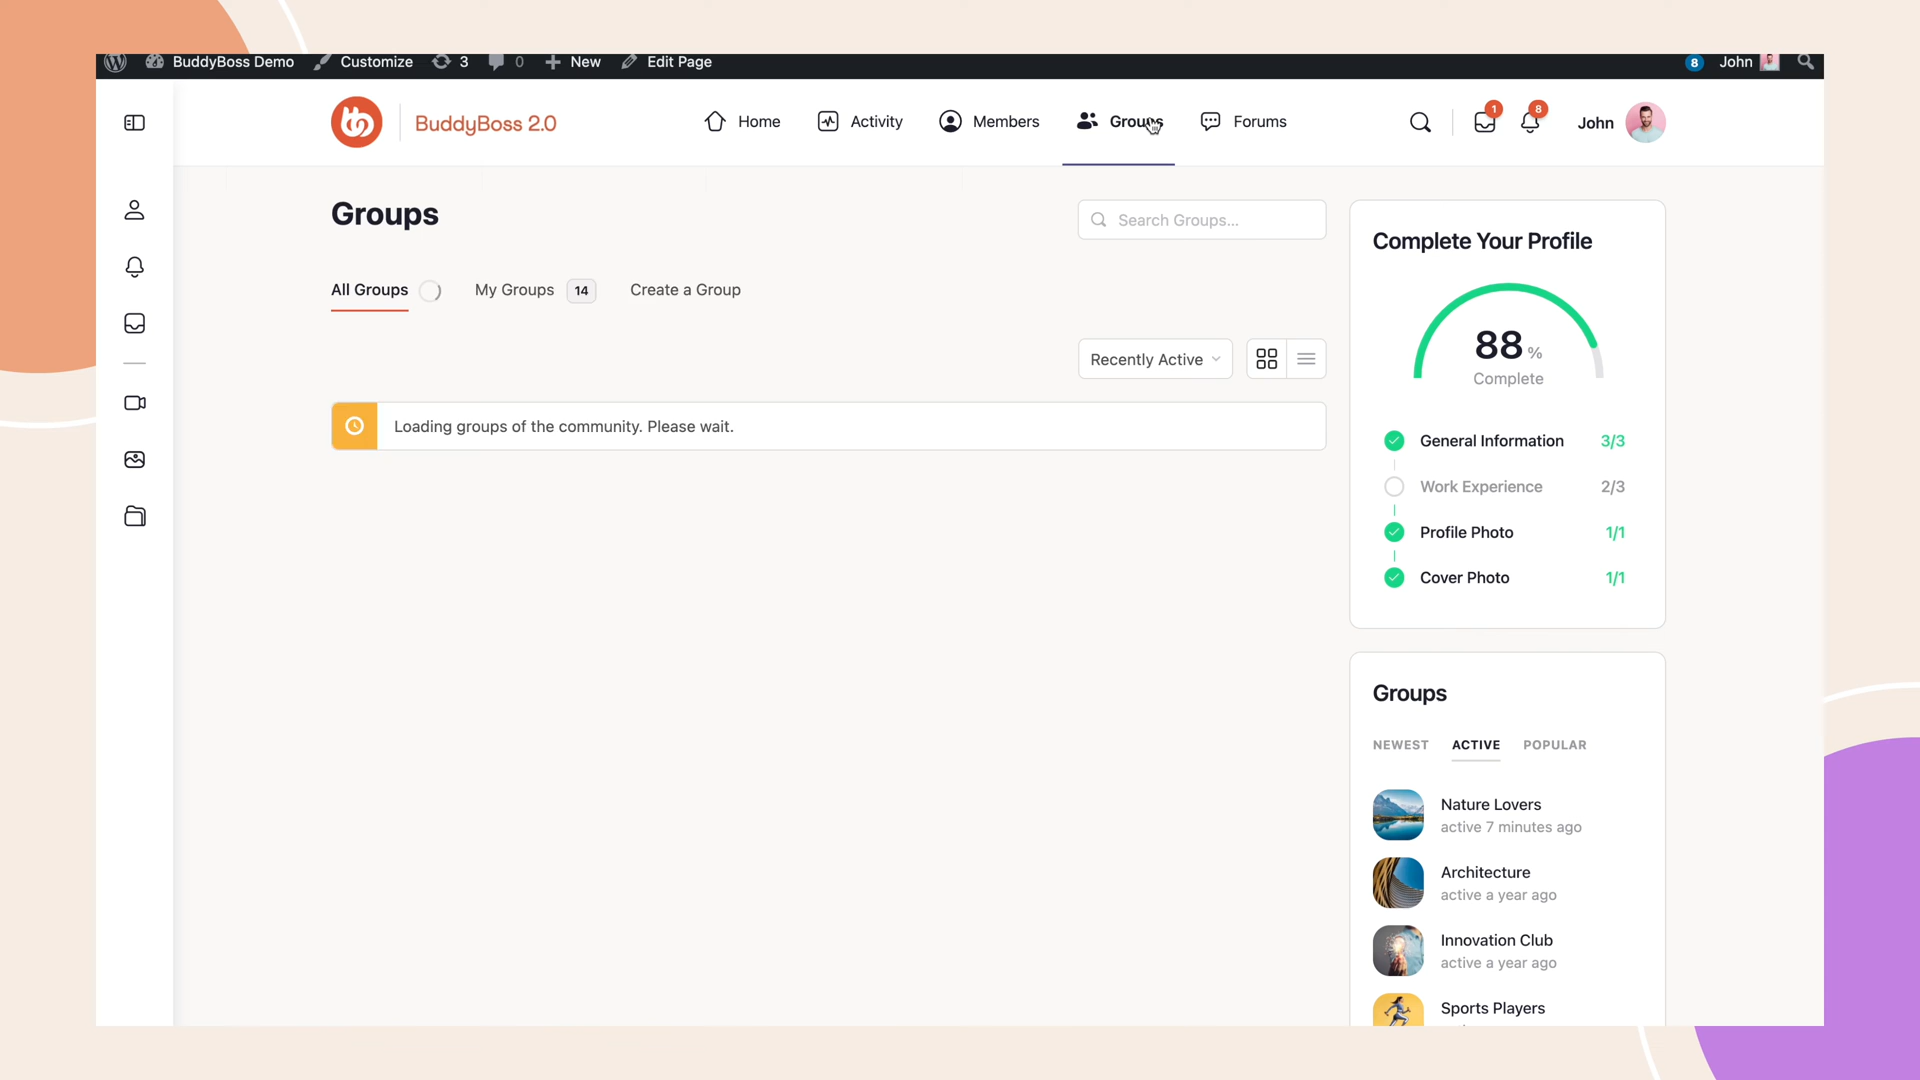 BuddyBoss Demo Customize 3 0 New Edit Page 8 John
BuddyBoss 2.0 Home Activity Members Groups Forums 1 8 John
Groups
Search Groups...
All Groups My Groups 14 Create a Group
Recently Active
Loading groups of the community. Please wait.
Complete Your Profile
88 %
Complete
General Information 3/3
Work Experience 2/3
Profile Photo 1/1
Cover Photo 1/1
Groups
NEWEST ACTIVE POPULAR
Nature Lovers
active 7 minutes ago
Architecture
active a year ago
Innovation Club
active a year ago
Sports Players